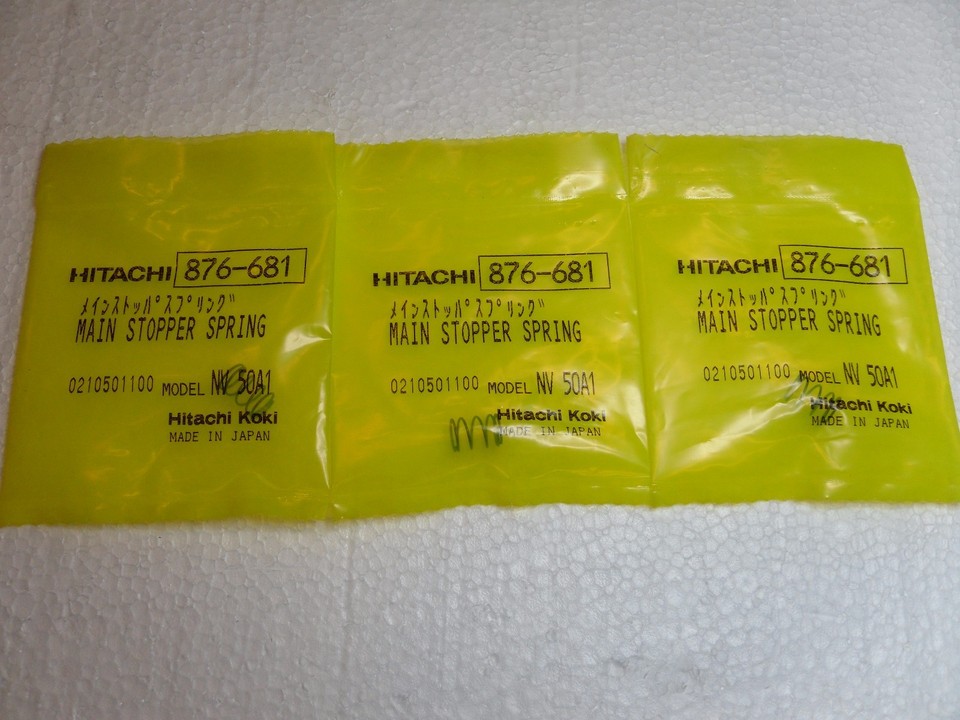 HITACHI 876-681
ﾒｲﾝｽﾄｯﾊﾟｽﾌﾟﾘﾝｸﾞ
MAIN STOPPER SPRING
0210501100 MODEL NV 50A1
Hitachi Koki
MADE IN JAPAN
HITACHI 876-681
ﾒｲﾝｽﾄｯﾊﾟｽﾌﾟﾘﾝｸﾞ
MAIN STOPPER SPRING
0210501100 MODEL NV 50A1
Hitachi Koki
MADE IN JAPAN
HITACHI 876-681
ﾒｲﾝｽﾄｯﾊﾟｽﾌﾟﾘﾝｸﾞ
MAIN STOPPER SPRING
0210501100 MODEL NV 50A1
Hitachi Koki
MADE IN JAPAN